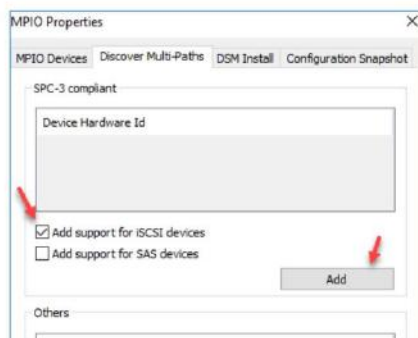 MPIO Properties
MPIO Devices Discover Multi-Paths DSM Install Configuration Snapshot
SPC-3 compliant
Device Hardware Id
Add support for iSCSI devices
Add support for SAS devices
Add
Others